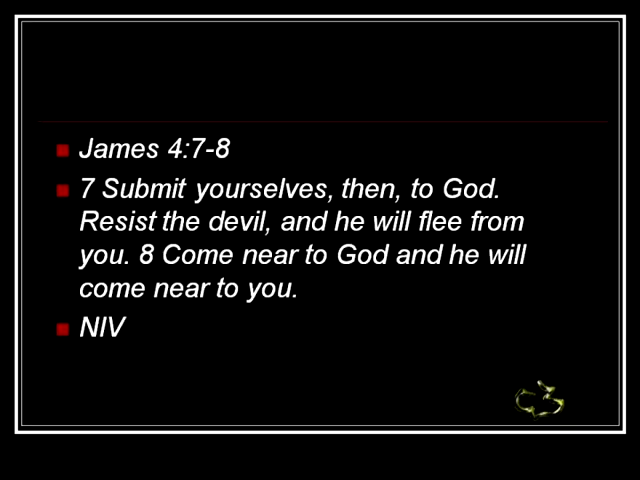 James 4:7-8
7 Submit yourselves, then, to God.
Resist the devil, and he will flee from
you. 8 Come near to God and he will
come near to you.
NIV